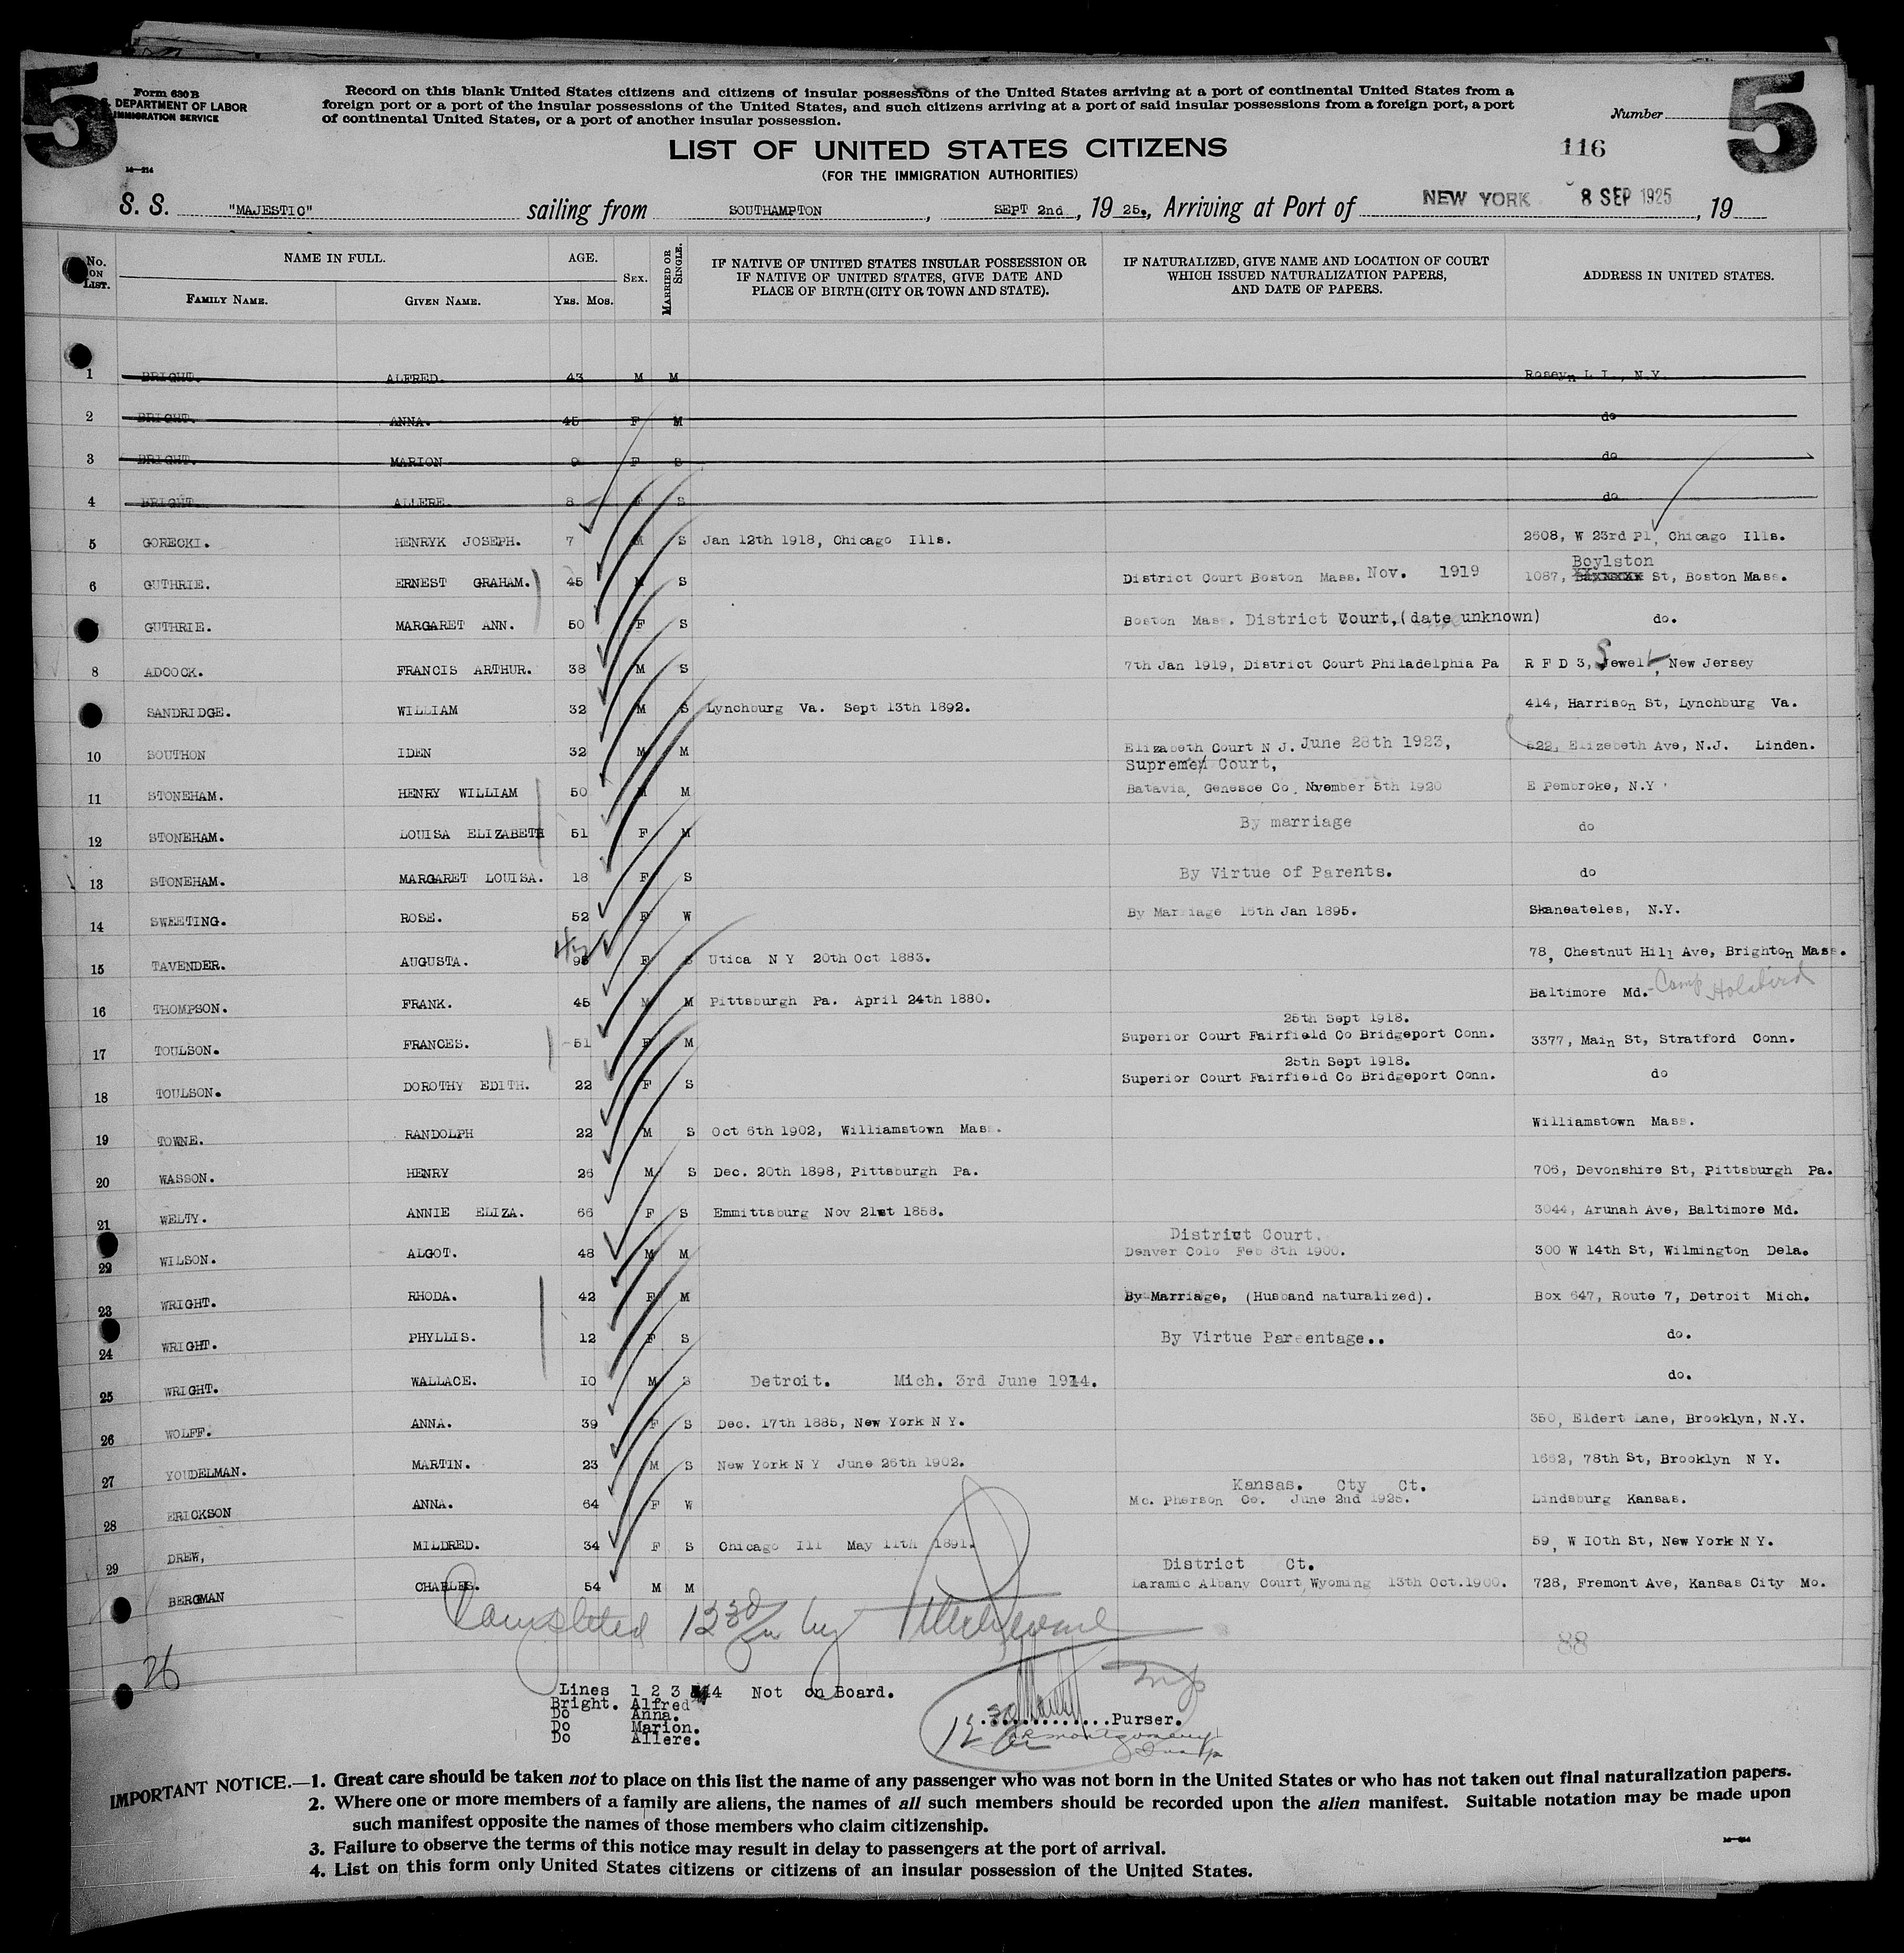 5
5
Form 630 B
DEPARTMENT OF LABOR
IMMIGRATION SERVICE
Record on this blank United States citizens and citizens of insular possessions of the United States arriving at a port of continental United States from a
foreign port or a port of the insular possessions of the United States, and such citizens arriving at a port of said insular possessions from a foreign port, a port
of continental United States, or a port of another insular possession.
Number
LIST OF UNITED STATES CITIZENS
116
(FOR THE IMMIGRATION AUTHORITIES)
14—214
S. S. "MAJESTIC" sailing from SOUTHAMPTON, SEPT 2nd, 19 25., Arriving at Port of NEW YORK 8 SEP 1925, 19
No. ON LIST. NAME IN FULL. FAMILY NAME. GIVEN NAME. AGE. YRS. MOS. SEX. MARRIED OR SINGLE. IF NATIVE OF UNITED STATES INSULAR POSSESSION OR IF NATIVE OF UNITED STATES, GIVE DATE AND PLACE OF BIRTH (CITY OR TOWN AND STATE). IF NATURALIZED, GIVE NAME AND LOCATION OF COURT WHICH ISSUED NATURALIZATION PAPERS, AND DATE OF PAPERS. ADDRESS IN UNITED STATES.
1 BRIGHT. ALFRED. 43 M M Roseyn L I., N.Y.
2 BRIGHT. ANNA. 45 F M do
3 BRIGHT. MARION 9 F S do
4 BRIGHT. ALLERE. 8 F S do
5 GORECKI. HENRYK JOSEPH. 7 M S Jan 12th 1918, Chicago Ills. 2608, W 23rd Pl, Chicago Ills.
Boylston
6 GUTHRIE. ERNEST GRAHAM. 45 M S District Court Boston Mass. Nov. 1919 1087, St, Boston Mass.
GUTHRIE. MARGARET ANN. 50 F S Boston Mass. District Court, (date unknown) do.
8 ADCOCK. FRANCIS ARTHUR. 38 M S 7th Jan 1919, District Court Philadelphia Pa R F D 3, Sewell, New Jersey
SANDRIDGE. WILLIAM 32 M S Lynchburg Va. Sept 13th 1892. 414, Harrison St, Lynchburg Va.
10 SOUTHON IDEN 32 M M Elizabeth Court N J. June 28th 1923, 522, Elizebeth Ave, N.J. Linden.
Supreme Court,
11 STONEHAM. HENRY WILLIAM 50 M M Batavia, Genesee Co, November 5th 1920 E Pembroke, N.Y
12 STONEHAM. LOUISA ELIZABETH 51 F M By marriage do
13 STONEHAM. MARGARET LOUISA. 18 F S By Virtue of Parents. do
14 SWEETING. ROSE. 52 F W By Marriage 16th Jan 1895. Skaneateles, N.Y.
15 TAVENDER. AUGUSTA. F S Utica N Y 20th Oct 1883. 78, Chestnut Hill Ave, Brighton Mass.
16 THOMPSON. FRANK. 45 M M Pittsburgh Pa. April 24th 1880. Baltimore Md.- Camp Holabird
25th Sept 1918.
17 TOULSON. FRANCES. 51 F M Superior Court Fairfield Co Bridgeport Conn. 3377, Main St, Stratford Conn.
25th Sept 1918.
18 TOULSON. DOROTHY EDITH. 22 F S Superior Court Fairfield Co Bridgeport Conn. do
19 TOWNE. RANDOLPH 22 M S Oct 6th 1902, Williamstown Mass. Williamstown Mass.
20 WASSON. HENRY 26 M S Dec. 20th 1898, Pittsburgh Pa. 706, Devonshire St, Pittsburgh Pa.
21 WELTY. ANNIE ELIZA. 66 F S Emmittsburg Nov 21st 1858. 3044, Arunah Ave, Baltimore Md.
District Court.
22 WILSON. ALGOT. 48 M M Denver Colo Feb 8th 1900. 300 W 14th St, Wilmington Dela.
23 WRIGHT. RHODA. 42 F M By Marriage, (Husband naturalized). Box 647, Route 7, Detroit Mich.
24 WRIGHT. PHYLLIS. 12 F S By Virtue Parcentage.. do.
25 WRIGHT. WALLACE. 10 M S Detroit. Mich. 3rd June 1914. do.
26 WOLFF. ANNA. 39 F S Dec. 17th 1885, New York N Y. 350, Eldert Lane, Brooklyn, N.Y.
27 YOUDELMAN. MARTIN. 23 M S New York N Y June 26th 1902. 1662, 78th St, Brooklyn N Y.
Kansas. Cty Ct.
28 ERICKSON ANNA. 64 F W Mc. Pherson Co. June 2nd 1925. Lindsburg Kansas.
29 DREW, MILDRED. 34 F S Chicago Ill May 11th 1891. 59, W 10th St, New York N Y.
District Ct.
BERGMAN CHARLES. 54 M M Laramie Albany Court, Wyoming 13th Oct. 1900. 728, Fremont Ave, Kansas City Mo.
Completed 12 30 by
88
26
Lines 1 2 3 4 Not on Board.
Bright. Alfred
Do Anna.
Do Marion.
Do Allere.
Purser.
IMPORTANT NOTICE.—1. Great care should be taken not to place on this list the name of any passenger who was not born in the United States or who has not taken out final naturalization papers.
2. Where one or more members of a family are aliens, the names of all such members should be recorded upon the alien manifest. Suitable notation may be made upon
such manifest opposite the names of those members who claim citizenship.
3. Failure to observe the terms of this notice may result in delay to passengers at the port of arrival.
4. List on this form only United States citizens or citizens of an insular possession of the United States.